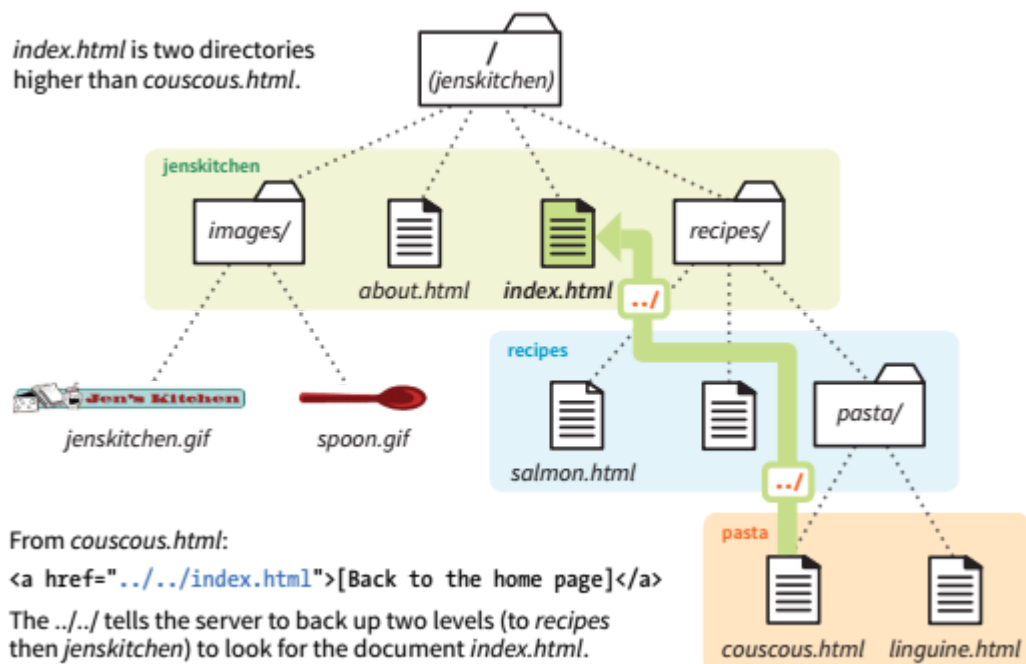 index.html is two directories
higher than couscous.html.
/
(jenskitchen)
jenskitchen
images/
about.html
index.html
recipes/
../
recipes
Jen's Kitchen
jenskitchen.gif
spoon.gif
salmon.html
pasta/
../
From couscous.html:
<a href="../../index.html">[Back to the home page]</a>
The ../../ tells the server to back up two levels (to recipes
then jenskitchen) to look for the document index.html.
pasta
couscous.html
linguine.html